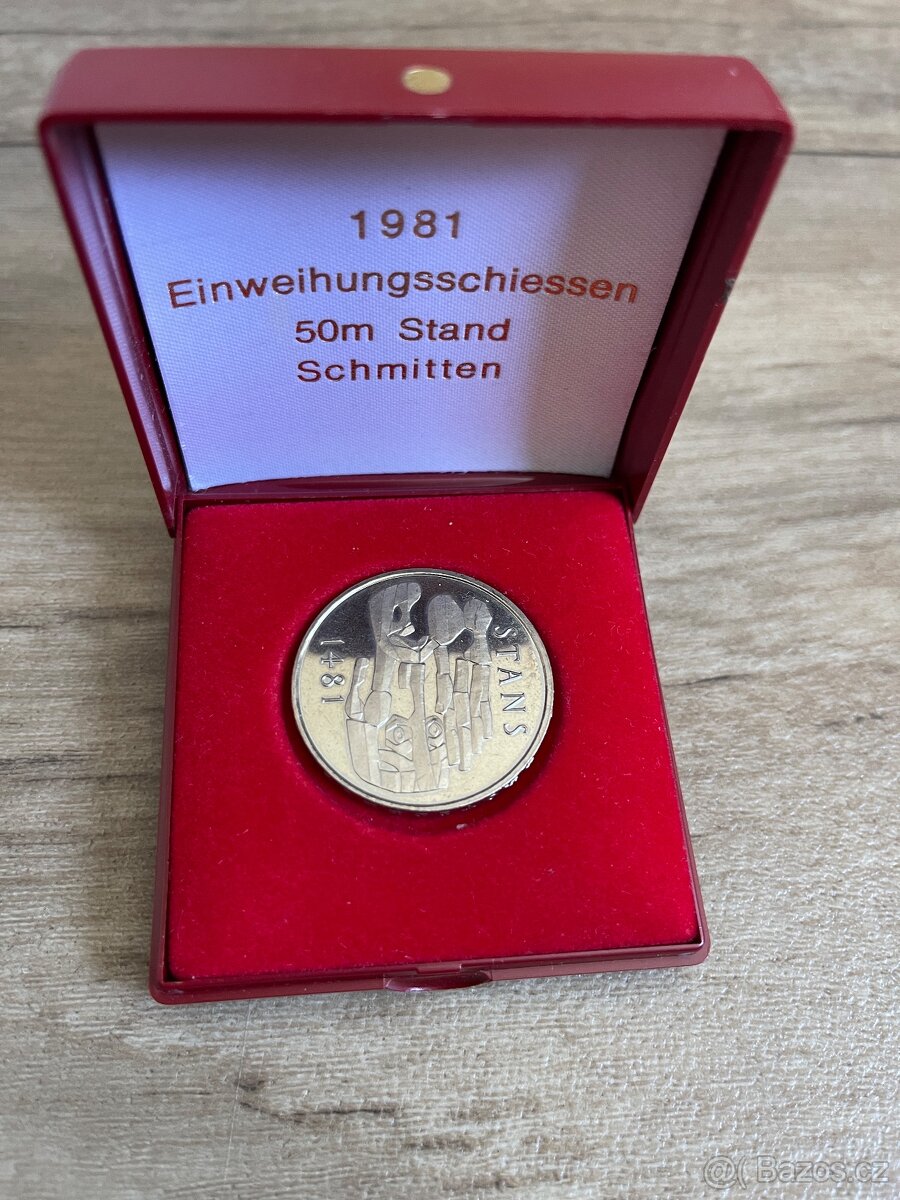 1981
Einweihungsschiessen
50m Stand
Schmitten
STANS
1481
@( Bazos.cz